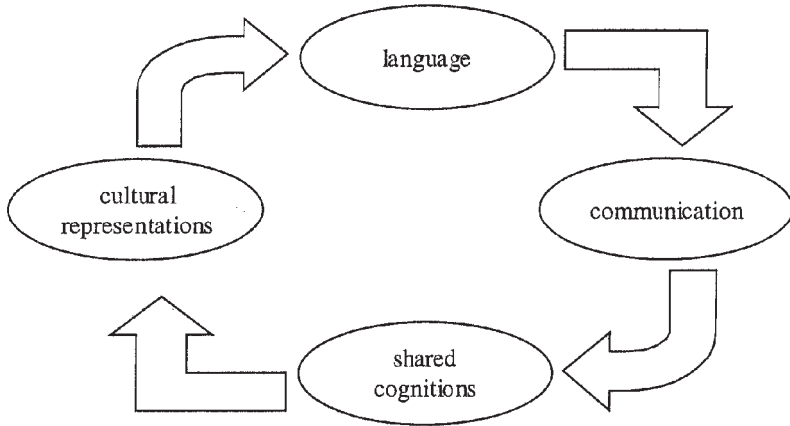 language
communication
shared
cognitions
cultural
representations